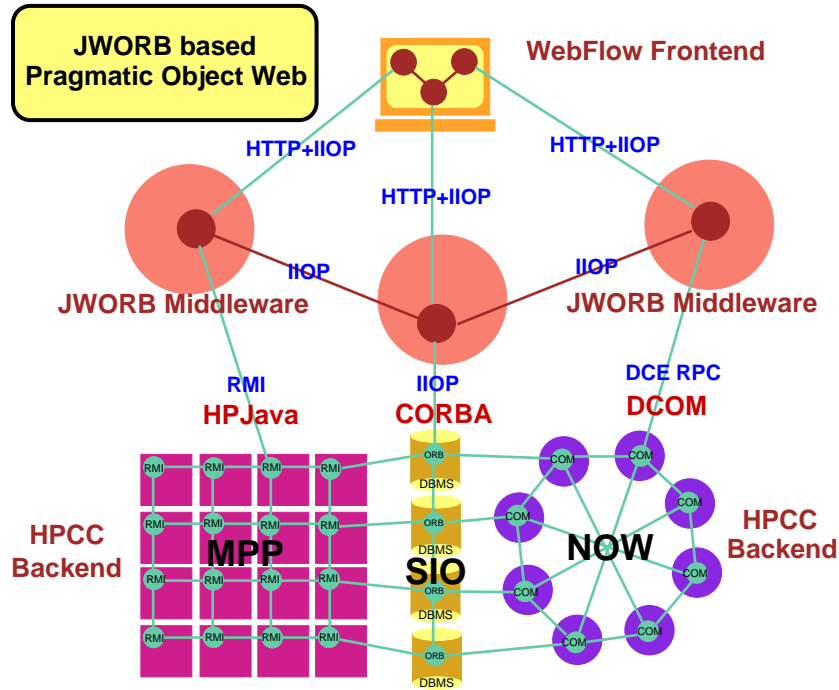 JWORB based
Pragmatic Object Web
WebFlow Frontend
HTTP+IIOP
HTTP+IIOP
HTTP+IIOP
IIOP
IIOP
JWORB Middleware
JWORB Middleware
RMI
IIOP
DCE RPC
HPJava
CORBA
DCOM
RMI RMI RMI RMI
ORB
COM COM
DBMS
RMI RMI RMI RMI
ORB
COM COM
DBMS
HPCC
Backend
MPP
SIO
NOW
HPCC
Backend
RMI RMI RMI RMI
ORB
COM COM
DBMS
RMI RMI RMI RMI
ORB
COM COM
DBMS